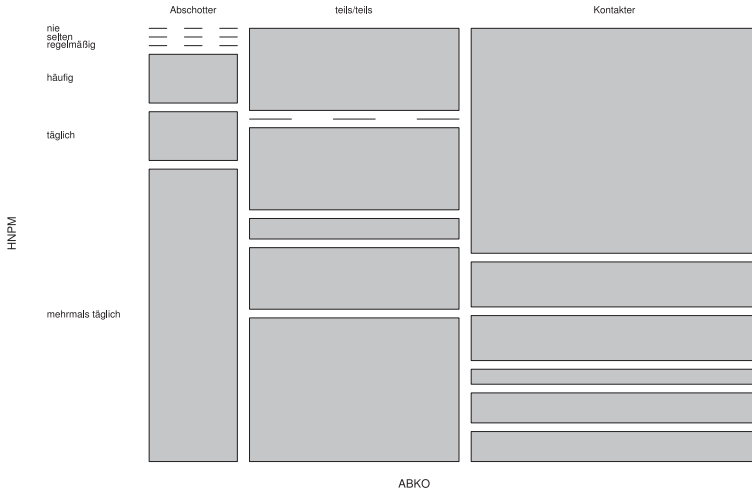 Abschotter teils/teils Kontakter
nie
selten
regelmäßig
häufig
täglich
HNPM
mehrmals täglich
ABKO